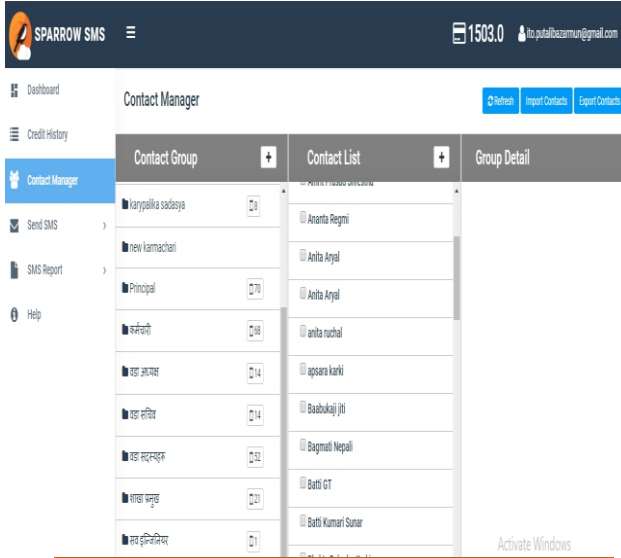 SPARROW SMS
1503.0
ito.putalibazarmun@gmail.com
Dashboard
Credit History
Contact Manager
Send SMS
SMS Report
Help
Contact Manager
Refresh
Import Contacts
Export Contacts
Contact Group
+
karypalika sadasya
8
new karmachari
Principal
70
कर्मचारी
68
वडा अध्यक्ष
14
वडा सचिव
14
वडा सदस्यहरु
52
शाखा प्रमुख
21
सव इन्जिनियर
1
Contact List
+
Ananta Regmi
Anita Aryal
Anita Aryal
anita ruchal
apsara karki
Baabukaji jiti
Bagmati Nepali
Batti GT
Batti Kumari Sunar
Group Detail
Activate Windows